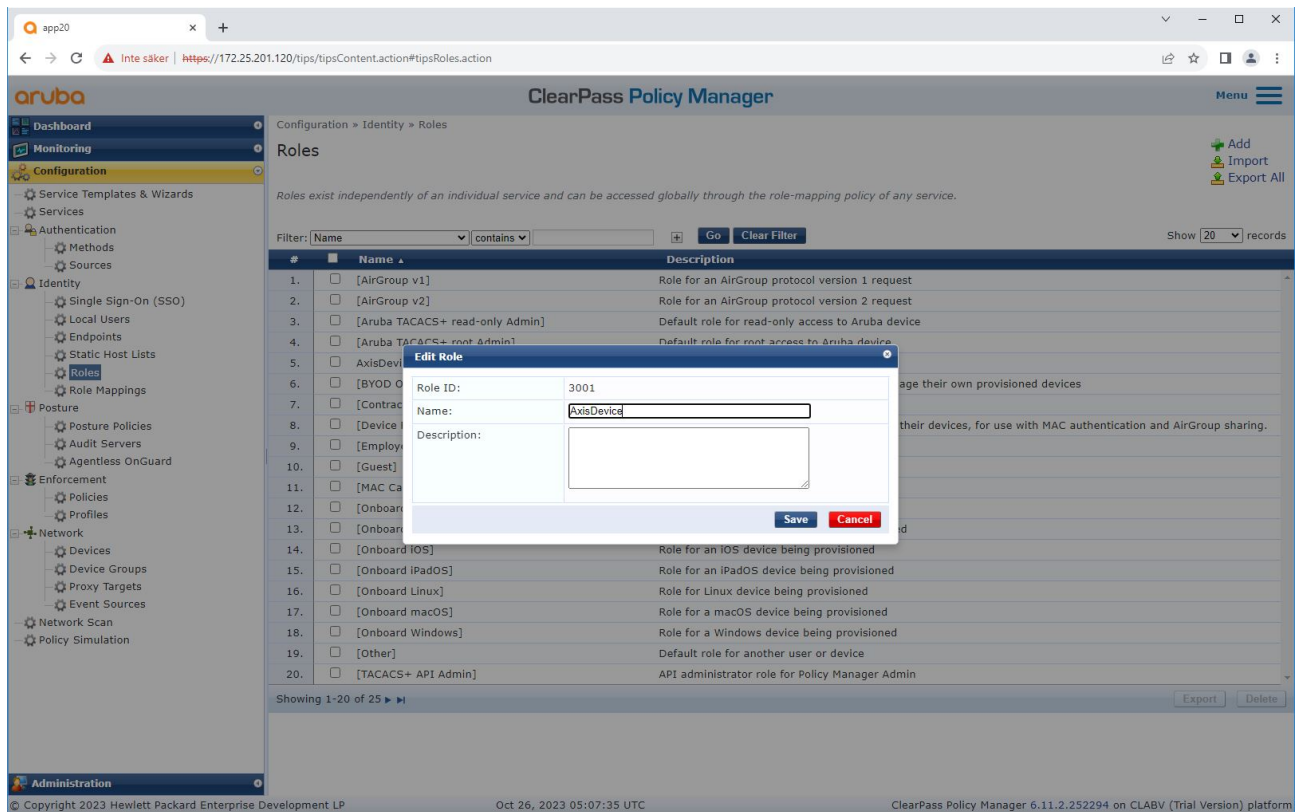 app20
Inte säker | https://172.25.201.120/tips/tipsContent.action#tipsRoles.action
aruba
ClearPass Policy Manager
Menu
Dashboard
Monitoring
Configuration
Service Templates & Wizards
Services
Authentication
Methods
Sources
Identity
Single Sign-On (SSO)
Local Users
Endpoints
Static Host Lists
Roles
Role Mappings
Posture
Posture Policies
Audit Servers
Agentless OnGuard
Enforcement
Policies
Profiles
Network
Devices
Device Groups
Proxy Targets
Event Sources
Network Scan
Policy Simulation
Administration
Configuration » Identity » Roles
Roles
Add
Import
Export All
Roles exist independently of an individual service and can be accessed globally through the role-mapping policy of any service.
Filter: Name contains Go Clear Filter Show 20 records
# Name Description
1. [AirGroup v1] Role for an AirGroup protocol version 1 request
2. [AirGroup v2] Role for an AirGroup protocol version 2 request
3. [Aruba TACACS+ read-only Admin] Default role for read-only access to Aruba device
4. [Aruba TACACS+ root Admin] Default role for root access to Aruba device
5. AxisDevi
6. [BYOD O age their own provisioned devices
7. [Contrac
8. [Device their devices, for use with MAC authentication and AirGroup sharing.
9. [Employ
10. [Guest]
11. [MAC Ca
12. [Onboar
13. [Onboar ed
14. [Onboard iOS] Role for an iOS device being provisioned
15. [Onboard iPadOS] Role for an iPadOS device being provisioned
16. [Onboard Linux] Role for Linux device being provisioned
17. [Onboard macOS] Role for a macOS device being provisioned
18. [Onboard Windows] Role for a Windows device being provisioned
19. [Other] Default role for another user or device
20. [TACACS+ API Admin] API administrator role for Policy Manager Admin
Showing 1-20 of 25
Export Delete
Edit Role
Role ID: 3001
Name: AxisDevice
Description:
Save Cancel
© Copyright 2023 Hewlett Packard Enterprise Development LP Oct 26, 2023 05:07:35 UTC ClearPass Policy Manager 6.11.2.252294 on CLABV (Trial Version) platform